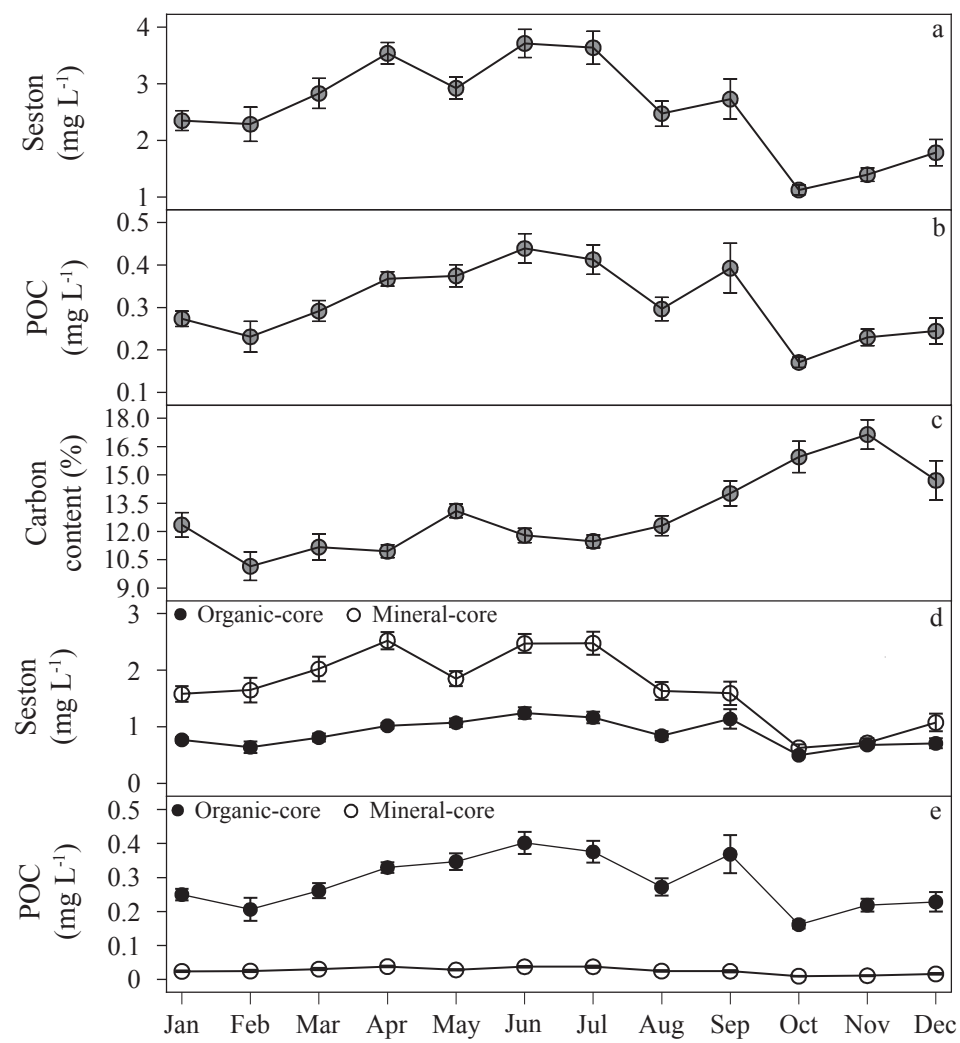 a
Seston
(mg L-1)
4
3
2
1
b
POC
(mg L-1)
0.5
0.4
0.3
0.2
0.1
c
Carbon
content (%)
18.0
16.5
15.0
13.5
12.0
10.5
9.0
Organic-core Mineral-core d
Seston
(mg L-1)
3
2
1
0
Organic-core Mineral-core e
POC
(mg L-1)
0.5
0.4
0.3
0.2
0.1
0
Jan Feb Mar Apr May Jun Jul Aug Sep Oct Nov Dec